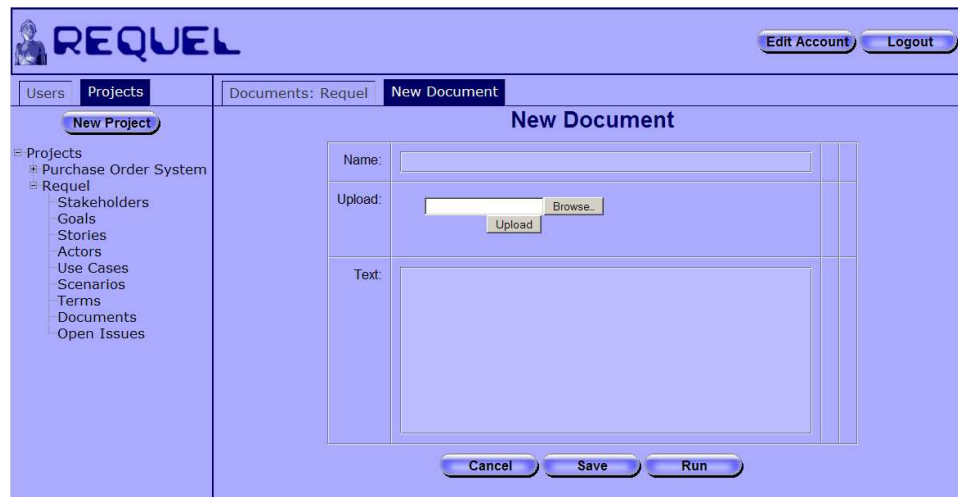 REQUEL
Edit Account Logout
Users Projects
New Project
Projects
Purchase Order System
Requel
Stakeholders
Goals
Stories
Actors
Use Cases
Scenarios
Terms
Documents
Open Issues
Documents: Requel New Document
New Document
Name:
Upload: Browse...
Upload
Text:
Cancel Save Run